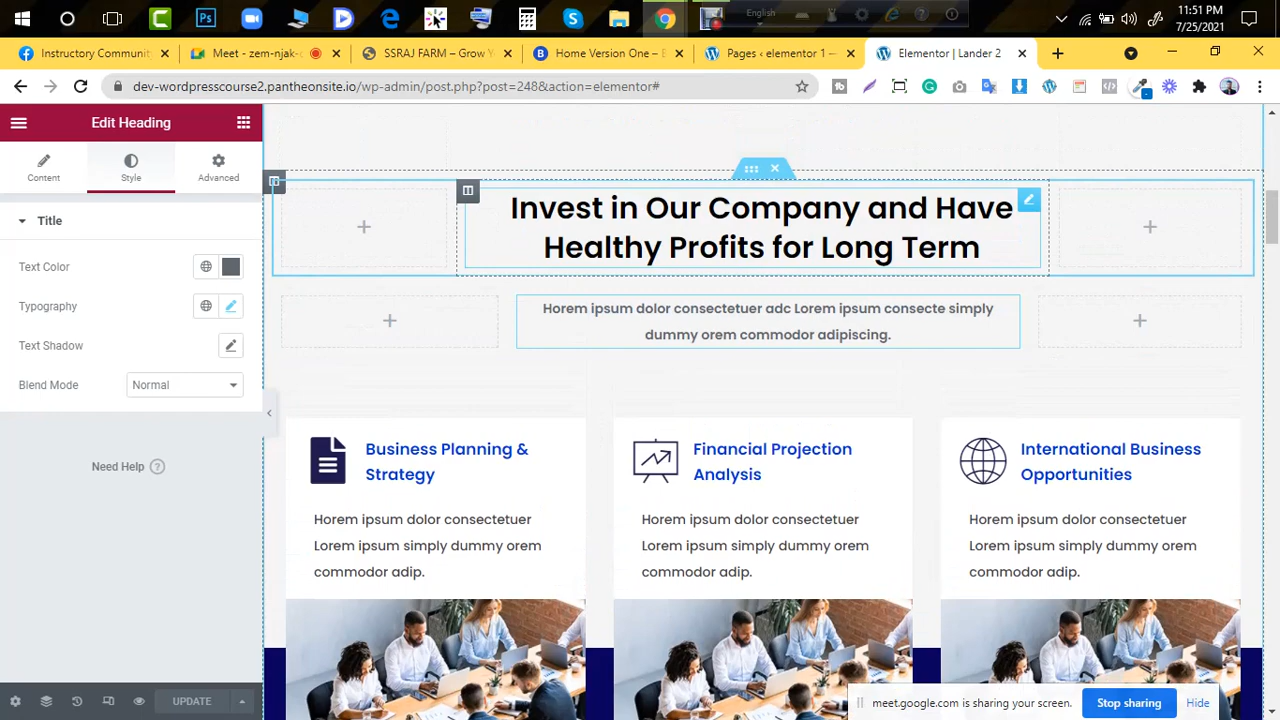 English
11:51 PM
7/25/2021
Instructory Communit
Meet - zem-njak-
SSRAJ FARM – Grow Y
Home Version One – E
Pages ‹ elementor 1 —
Elementor | Lander 2
dev-wordpresscourse2.pantheonsite.io/wp-admin/post.php?post=248&action=elementor#
Edit Heading
Content
Style
Advanced
Title
Text Color
Typography
Text Shadow
Blend Mode
Normal
Need Help
UPDATE
Invest in Our Company and Have
Healthy Profits for Long Term
Horem ipsum dolor consectetuer adc Lorem ipsum consecte simply
dummy orem commodor adipiscing.
Business Planning &
Strategy
Horem ipsum dolor consectetuer
Lorem ipsum simply dummy orem
commodor adip.
Financial Projection
Analysis
Horem ipsum dolor consectetuer
Lorem ipsum simply dummy orem
commodor adip.
International Business
Opportunities
Horem ipsum dolor consectetuer
Lorem ipsum simply dummy orem
commodor adip.
meet.google.com is sharing your screen.
Stop sharing
Hide